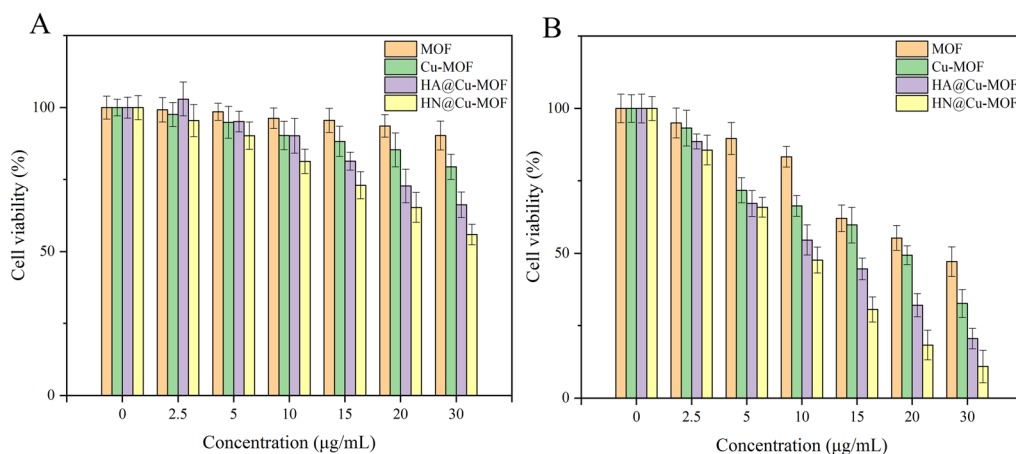 A
MOF
Cu-MOF
HA@Cu-MOF
HN@Cu-MOF
Cell viability (%)
100
50
0
0 2.5 5 10 15 20 30
Concentration (μg/mL)
B
MOF
Cu-MOF
HA@Cu-MOF
HN@Cu-MOF
Cell viability (%)
100
50
0
0 2.5 5 10 15 20 30
Concentration (μg/mL)